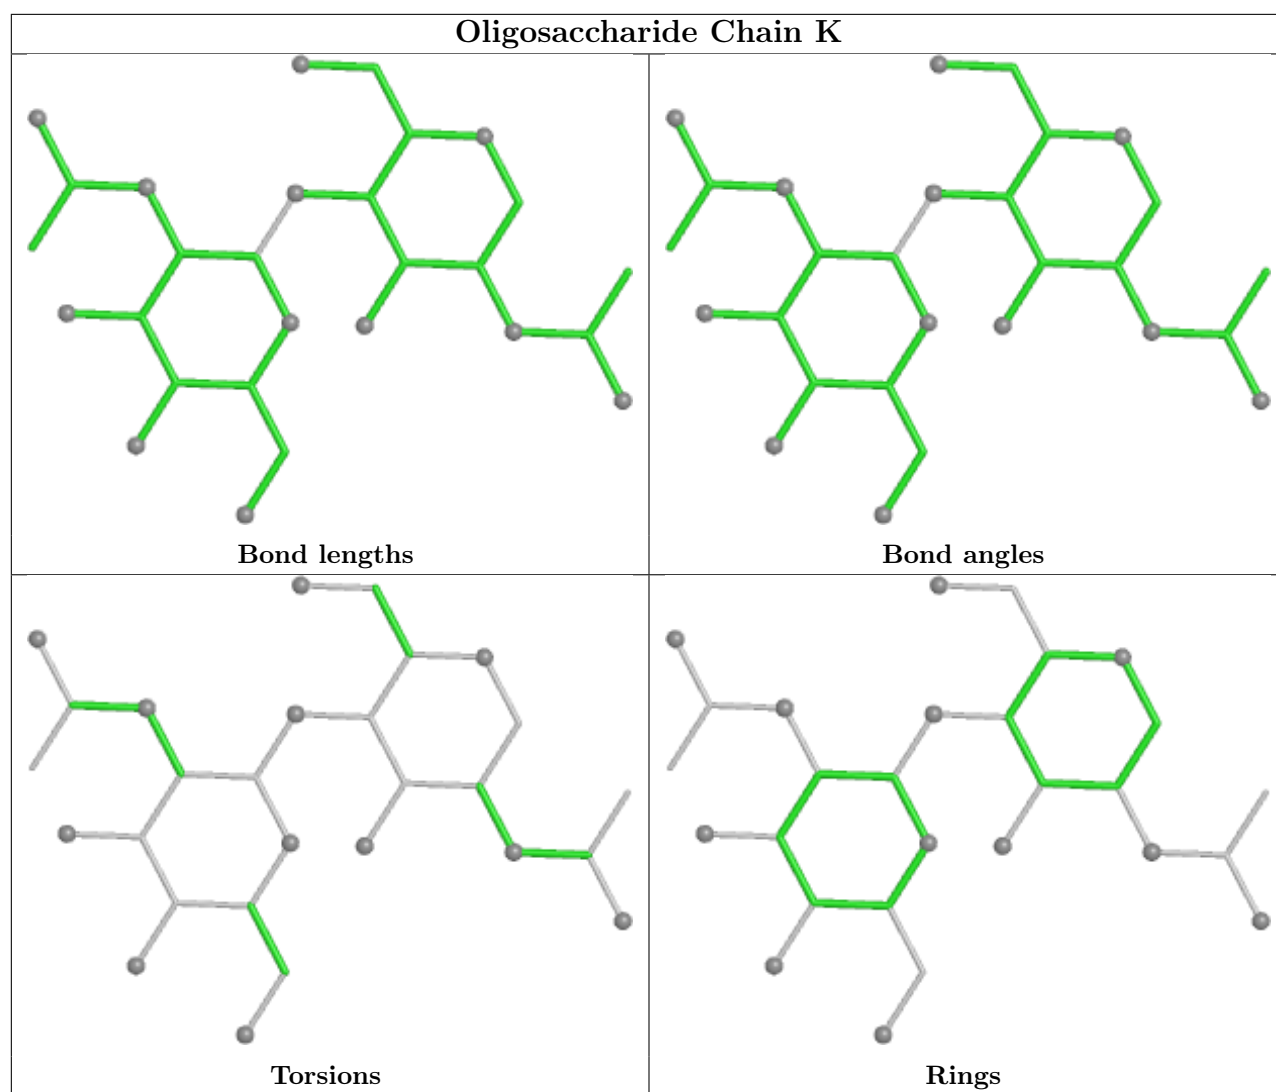 Oligosaccharide Chain K
Bond lengths
Bond angles
Torsions
Rings